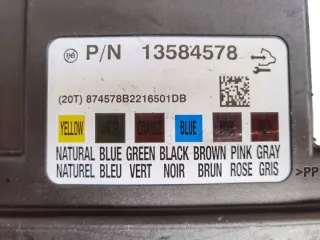 P/N 13584578
(20T) 874578B2216501DB
YELLOW BLUE
NATURAL BLUE GREEN BLACK BROWN PINK GRAY
NATUREL BLEU VERT NOIR BRUN ROSE GRIS
>PP